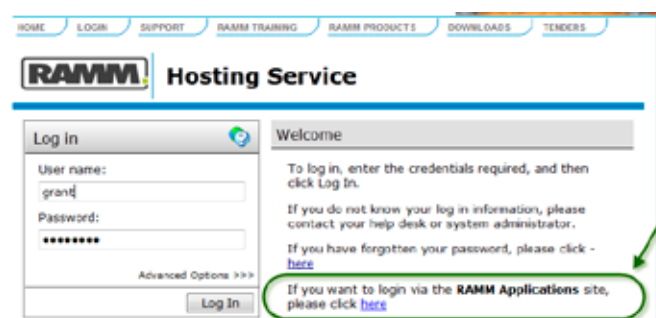 HOME LOGIN SUPPORT RAMM TRAINING RAMM PRODUCTS DOWNLOADS TENDERS
RAMM Hosting Service
Log in
User name:
grant
Password:
••••••••
Advanced Options >>>
Log In
Welcome
To log in, enter the credentials required, and then
click Log In.
If you do not know your log in information, please
contact your help desk or system administrator.
If you have forgotten your password, please click -
here
If you want to login via the RAMM Applications site,
please click here